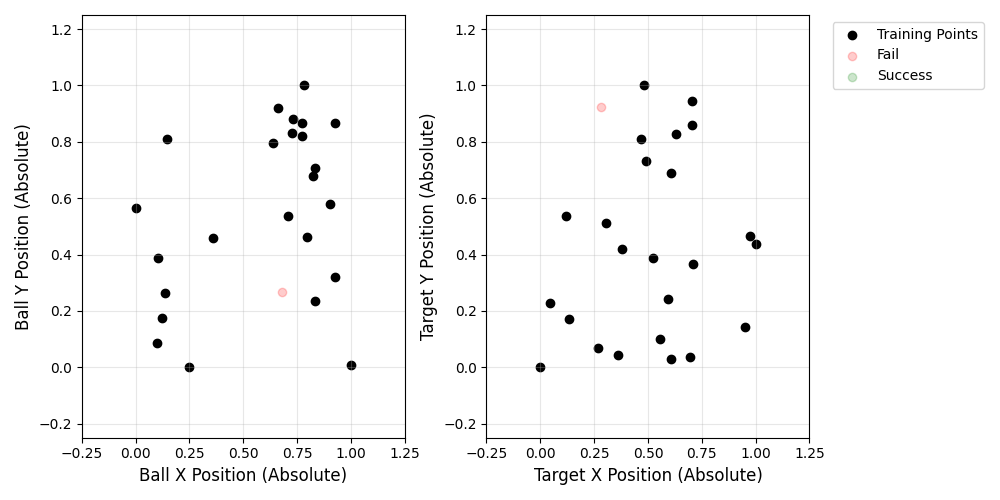 1.2
1.0
0.8
0.6
0.4
0.2
0.0
−0.2
Ball Y Position (Absolute)
−0.25 0.00 0.25 0.50 0.75 1.00 1.25
Ball X Position (Absolute)
1.2
1.0
0.8
0.6
0.4
0.2
0.0
−0.2
Target Y Position (Absolute)
−0.25 0.00 0.25 0.50 0.75 1.00 1.25
Target X Position (Absolute)
Training Points
Fail
Success